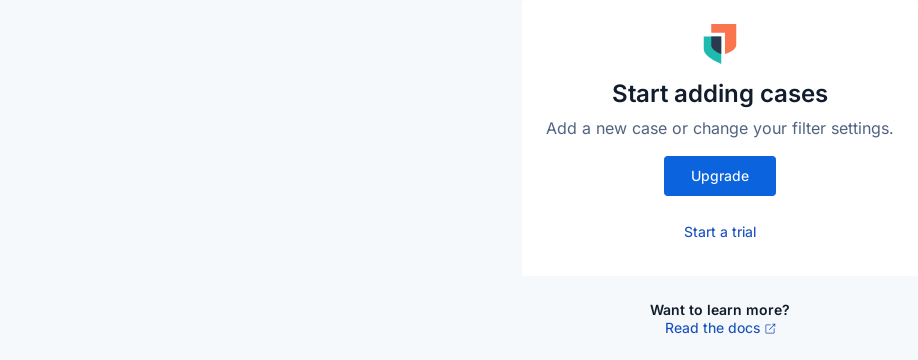 Start adding cases
Add a new case or change your filter settings.
Upgrade
Start a trial
Want to learn more?
Read the docs